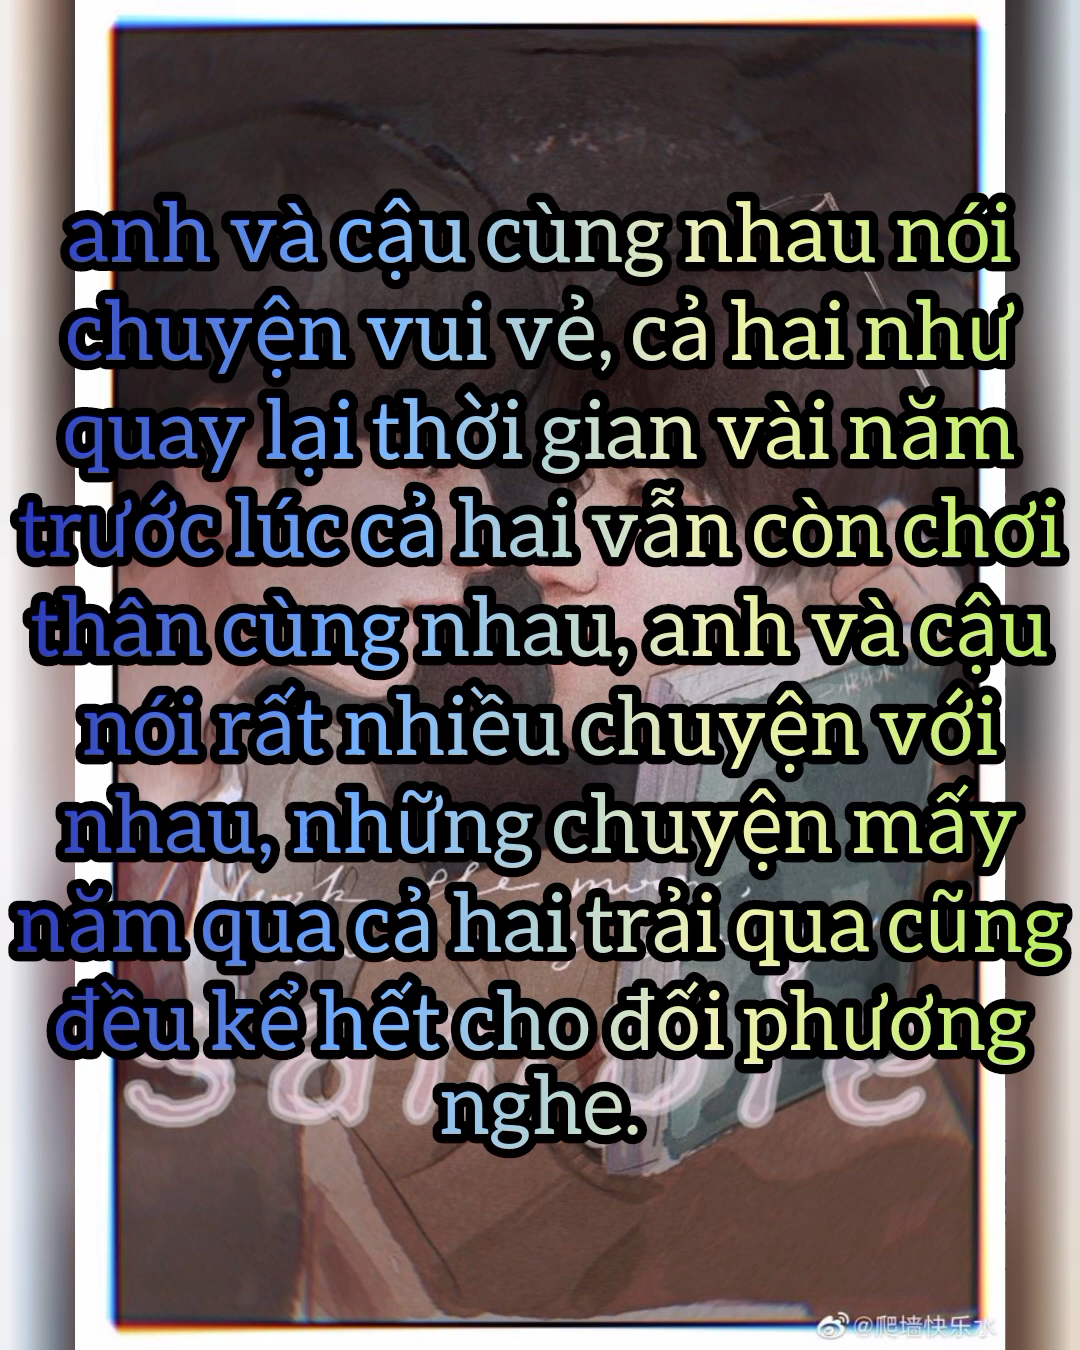 anh và cậu cùng nhau nói
chuyện vui vẻ, cả hai như
quay lại thời gian vài năm
trước lúc cả hai vẫn còn chơi
thân cùng nhau, anh và cậu
nói rất nhiều chuyện với
nhau, những chuyện mấy
năm qua cả hai trải qua cũng
đều kể hết cho đối phương
nghe.
@爬墙快乐水